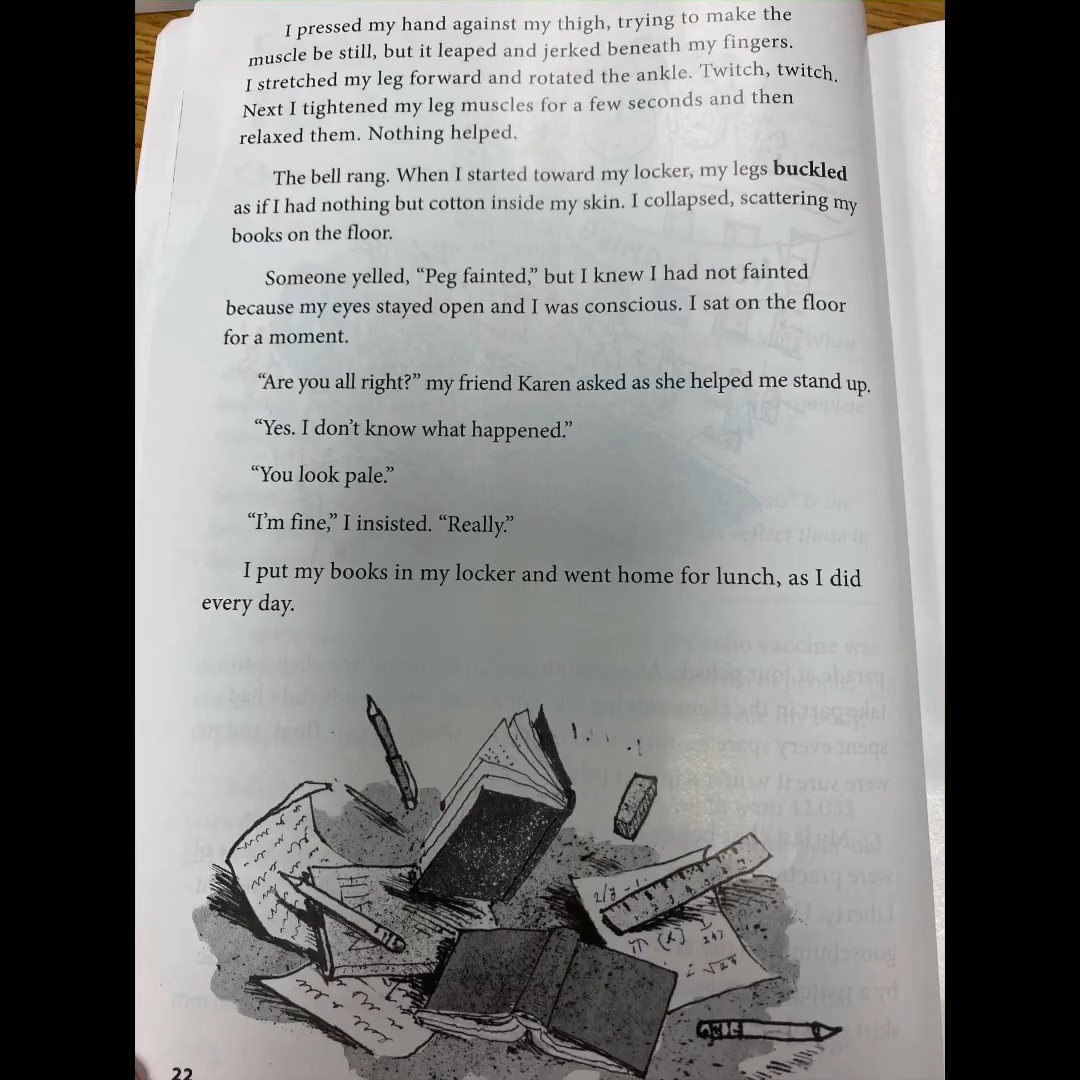 I pressed my hand against my thigh, trying to make the
muscle be still, but it leaped and jerked beneath my fingers.
I stretched my leg forward and rotated the ankle. Twitch, twitch.
Next I tightened my leg muscles for a few seconds and then
relaxed them. Nothing helped.
The bell rang. When I started toward my locker, my legs buckled
as if I had nothing but cotton inside my skin. I collapsed, scattering my
books on the floor.
Someone yelled, “Peg fainted,” but I knew I had not fainted
because my eyes stayed open and I was conscious. I sat on the floor
for a moment.
“Are you all right?” my friend Karen asked as she helped me stand up.
“Yes. I don’t know what happened.”
“You look pale.”
“I’m fine,” I insisted. “Really.”
I put my books in my locker and went home for lunch, as I did
every day.
22